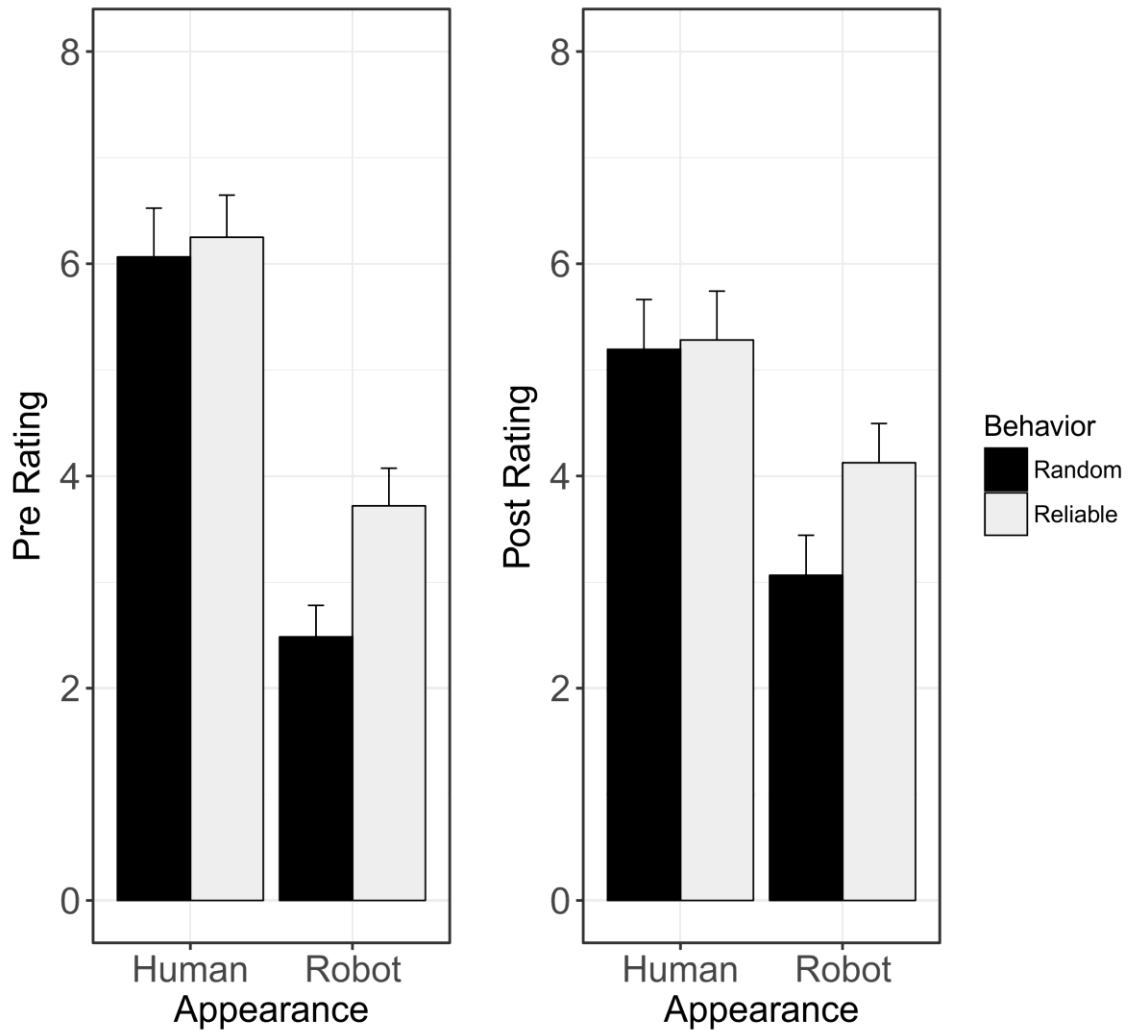 Pre Rating
8
6
4
2
0
Human Robot
Appearance
Post Rating
8
6
4
2
0
Human Robot
Appearance
Behavior
Random
Reliable